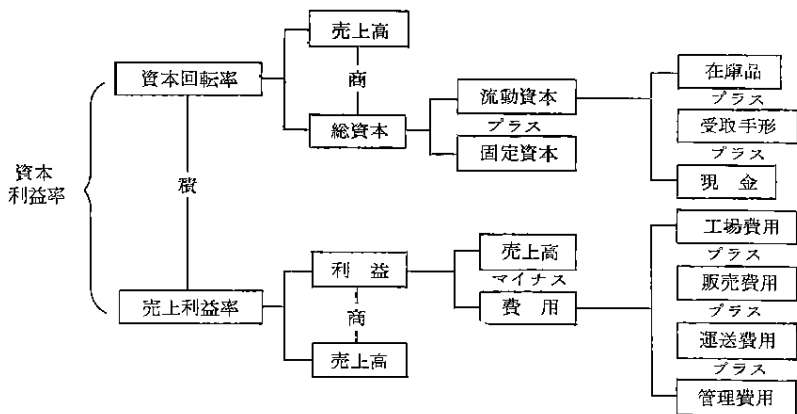 資本
利益率
資本回転率
積
売上利益率
売上高
商
総資本
流動資本
プラス
固定資本
在庫品
プラス
受取手形
プラス
現 金
利 益
商
売上高
売上高
マイナス
費 用
工場費用
プラス
販売費用
プラス
運送費用
プラス
管理費用